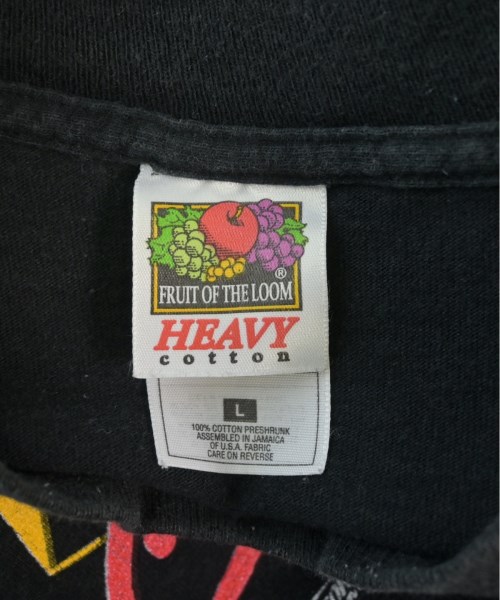 ®
FRUIT OF THE LOOM
HEAVY
cotton
L
100% COTTON PRESHRUNK
ASSEMBLED IN JAMAICA
OF U.S.A. FABRIC
CARE ON REVERSE